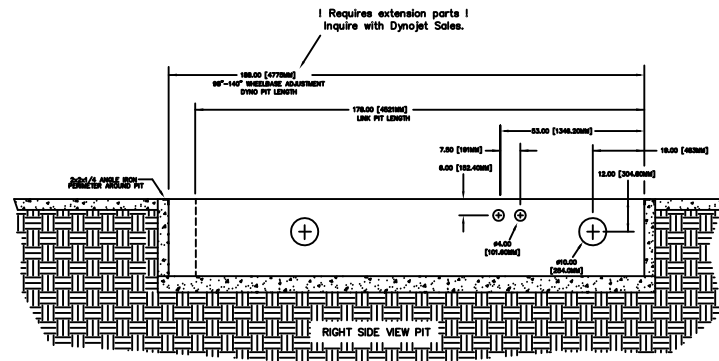 ! Requires extension parts !
Inquire with Dynojet Sales.
188.00 [4775MM]
98"-140" WHEELBASE ADJUSTMENT
DYNO PIT LENGTH
178.00 [4521MM]
LINK PIT LENGTH
53.00 [1346.20MM]
7.50 [191MM]
19.00 [483MM]
6.00 [152.40MM]
12.00 [304.80MM]
2x2x1/4 ANGLE IRON
PERIMETER AROUND PIT
ø4.00
[101.60MM]
ø10.00
[254.0MM]
RIGHT SIDE VIEW PIT